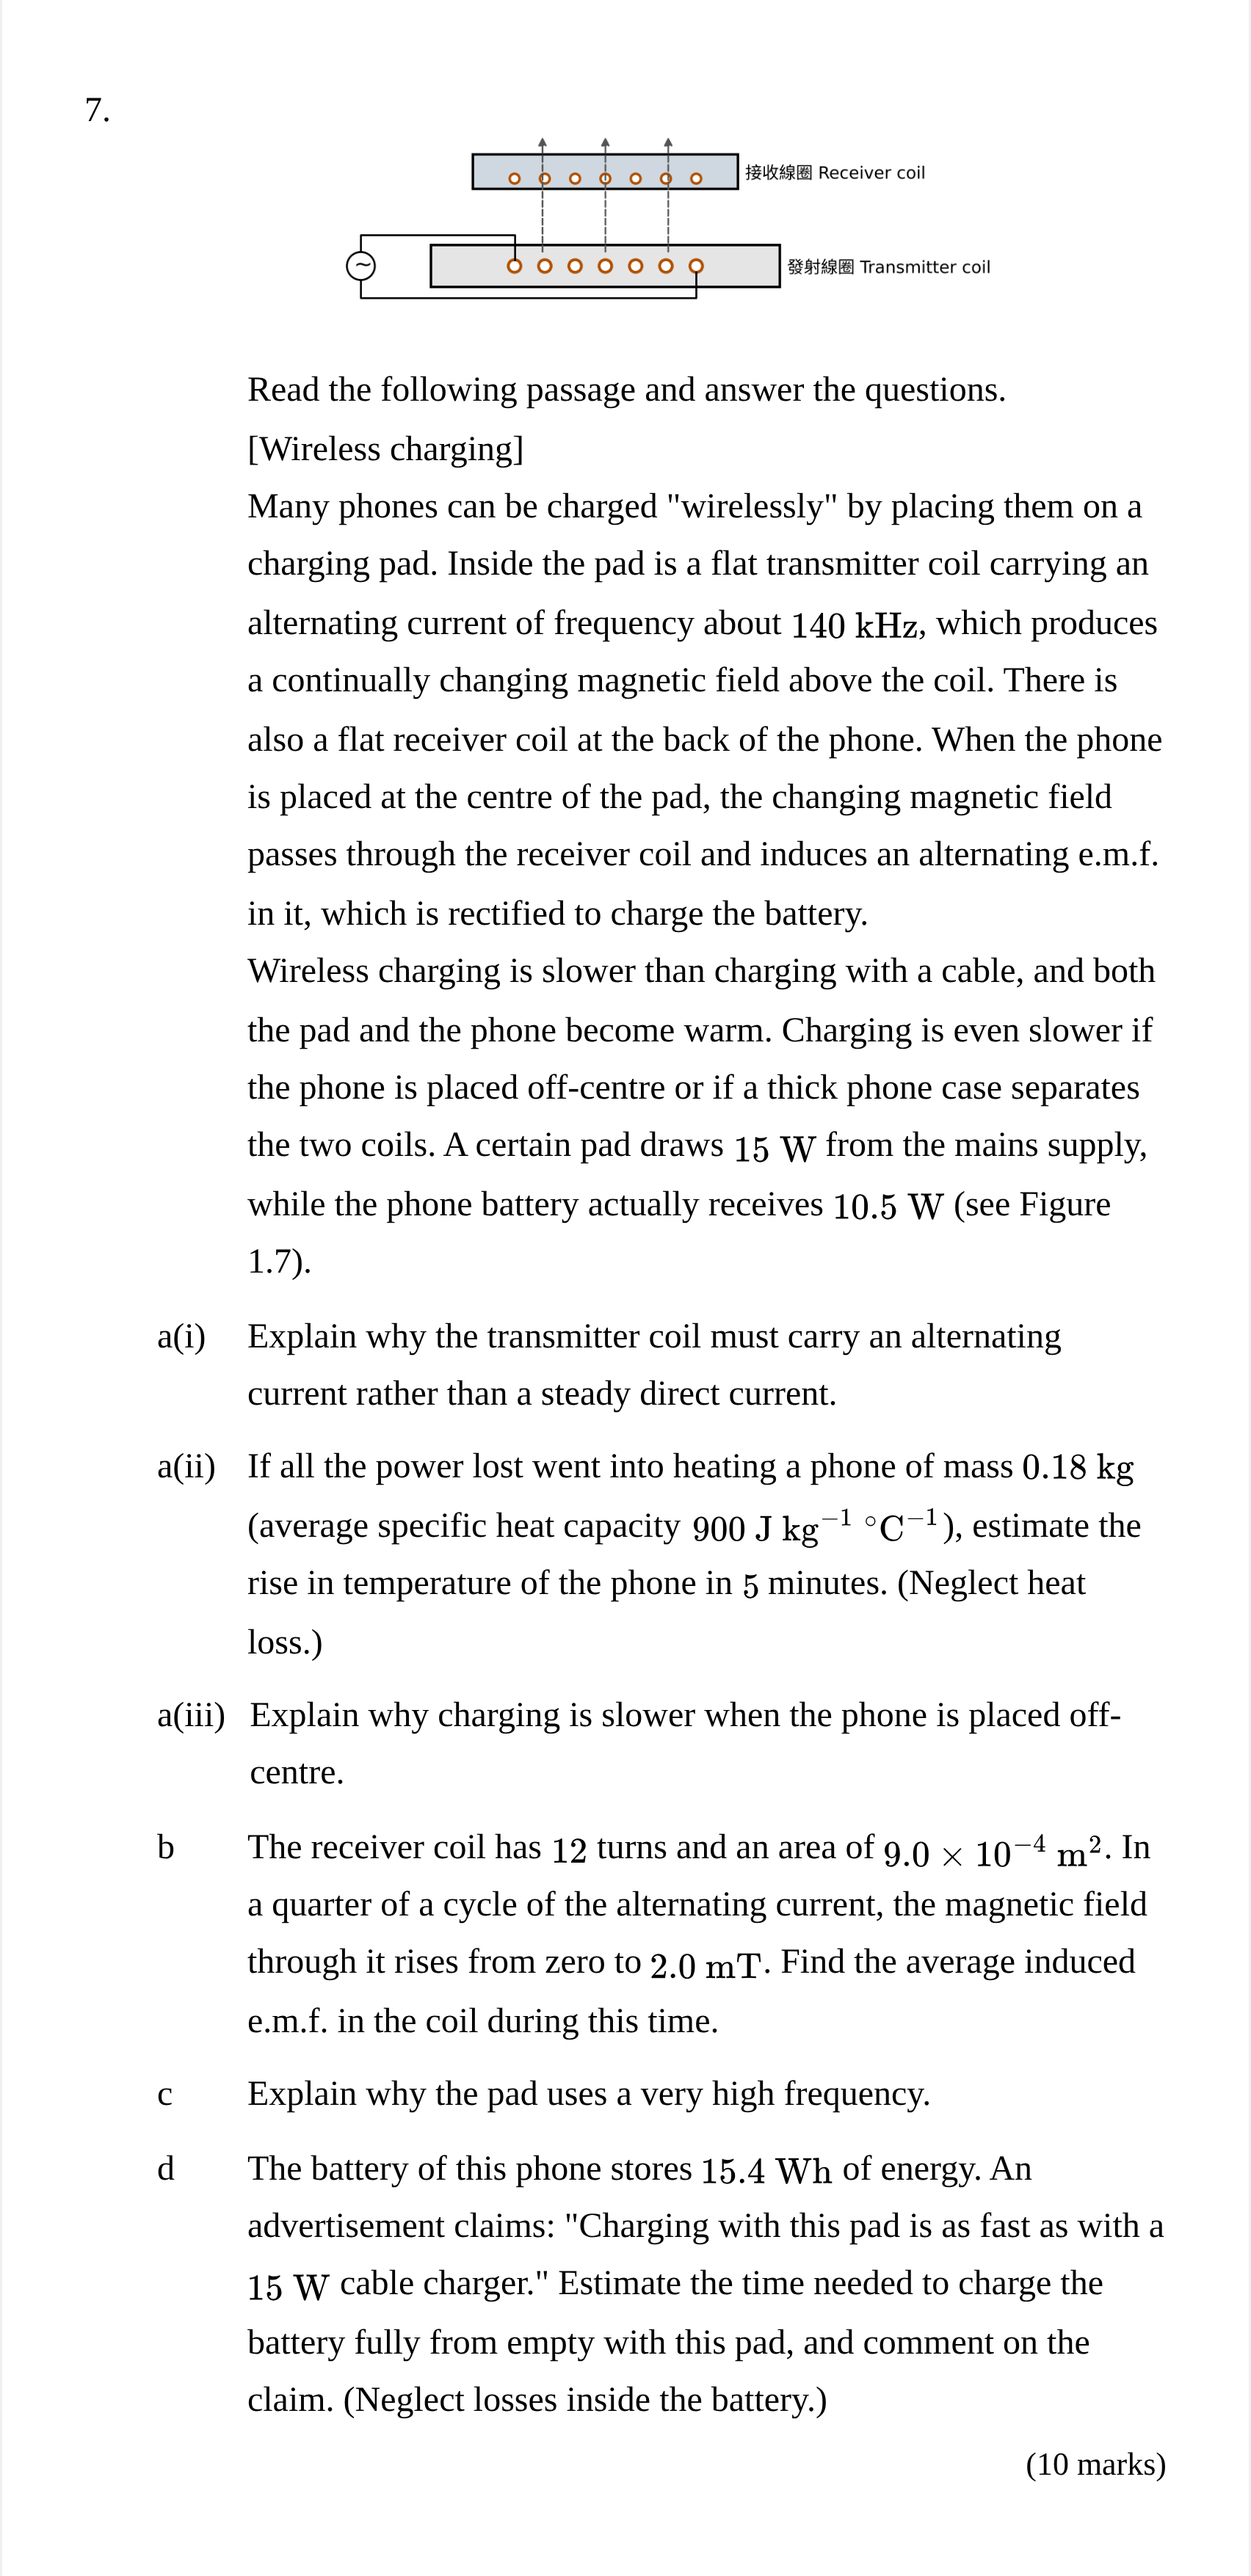 7.
接收線圈 Receiver coil
~
發射線圈 Transmitter coil
Read the following passage and answer the questions.
[Wireless charging]
Many phones can be charged "wirelessly" by placing them on a
charging pad. Inside the pad is a flat transmitter coil carrying an
alternating current of frequency about 140 kHz, which produces
a continually changing magnetic field above the coil. There is
also a flat receiver coil at the back of the phone. When the phone
is placed at the centre of the pad, the changing magnetic field
passes through the receiver coil and induces an alternating e.m.f.
in it, which is rectified to charge the battery.
Wireless charging is slower than charging with a cable, and both
the pad and the phone become warm. Charging is even slower if
the phone is placed off-centre or if a thick phone case separates
the two coils. A certain pad draws 15 W from the mains supply,
while the phone battery actually receives 10.5 W (see Figure
1.7).
a(i) Explain why the transmitter coil must carry an alternating
current rather than a steady direct current.
a(ii) If all the power lost went into heating a phone of mass 0.18 kg
(average specific heat capacity 900 J kg⁻¹ °C⁻¹), estimate the
rise in temperature of the phone in 5 minutes. (Neglect heat
loss.)
a(iii) Explain why charging is slower when the phone is placed off-
centre.
b The receiver coil has 12 turns and an area of 9.0 × 10⁻⁴ m². In
a quarter of a cycle of the alternating current, the magnetic field
through it rises from zero to 2.0 mT. Find the average induced
e.m.f. in the coil during this time.
c Explain why the pad uses a very high frequency.
d The battery of this phone stores 15.4 Wh of energy. An
advertisement claims: "Charging with this pad is as fast as with a
15 W cable charger." Estimate the time needed to charge the
battery fully from empty with this pad, and comment on the
claim. (Neglect losses inside the battery.)
(10 marks)